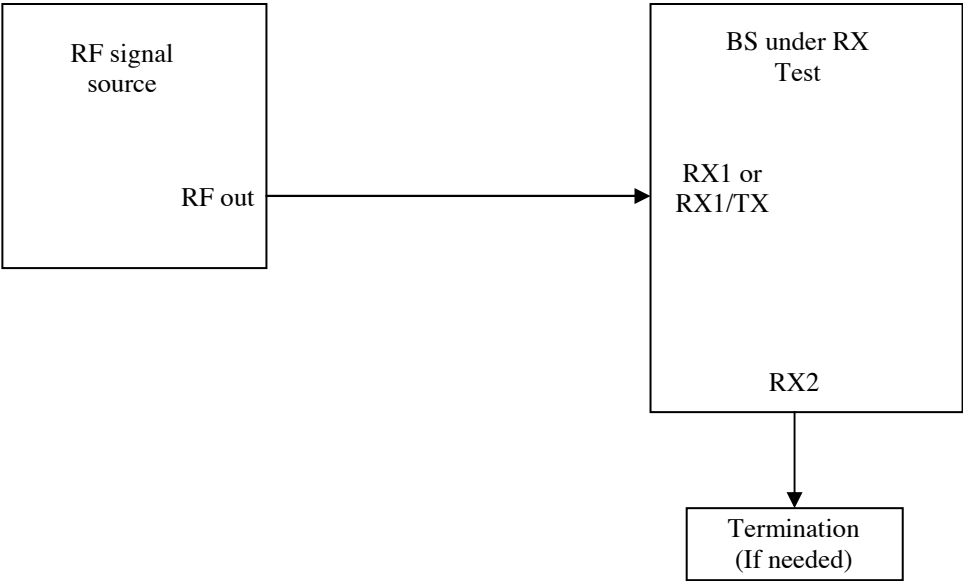 RF signal
source
RF out
BS under RX
Test
RX1 or
RX1/TX
RX2
Termination
(If needed)